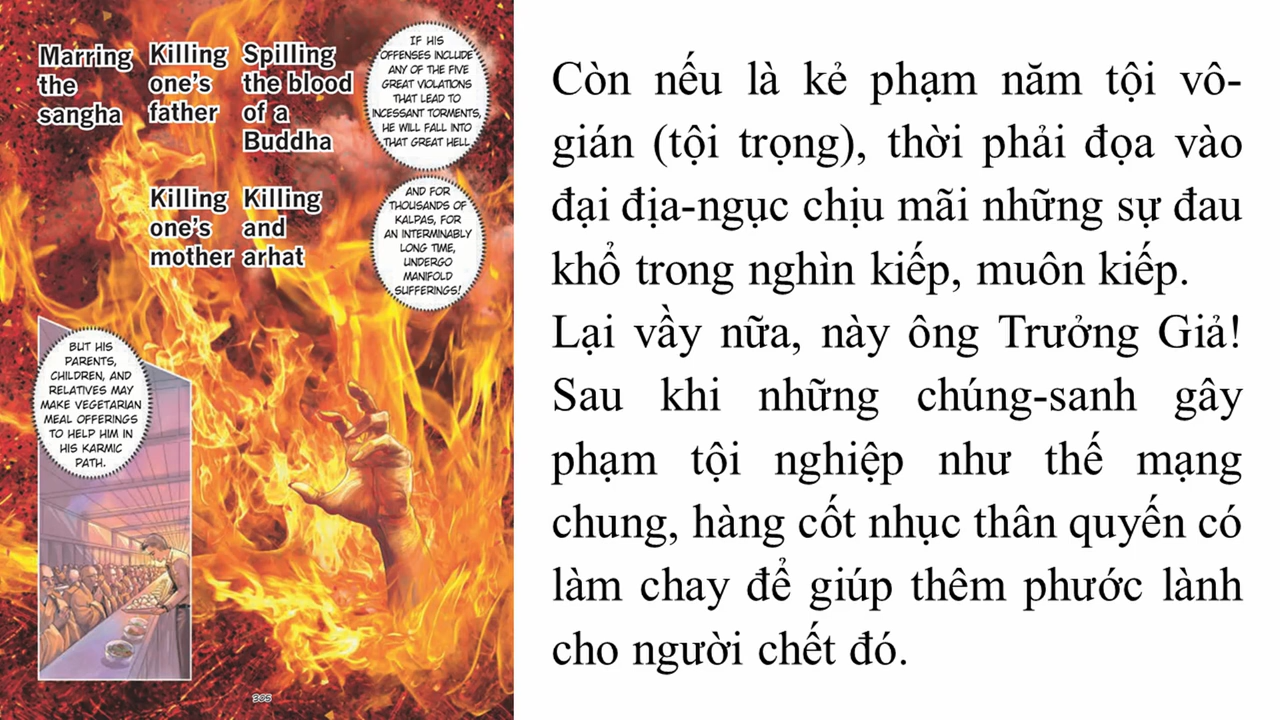 Marring
the
sangha
Killing
one's
father
Spilling
the blood
of a
Buddha
Killing
one's
mother
Killing
and
arhat
IF HIS
OFFENSES INCLUDE
ANY OF THE FIVE
GREAT VIOLATIONS
THAT LEAD TO
INCESSANT TORMENTS,
HE WILL FALL INTO
THAT GREAT HELL
AND FOR
THOUSANDS OF
KALPAS, FOR
AN INTERMINABLY
LONG TIME,
UNDERGO
MANIFOLD
SUFFERINGS!
BUT HIS
PARENTS,
CHILDREN, AND
RELATIVES MAY
MAKE VEGETARIAN
MEAL OFFERINGS
TO HELP HIM IN
HIS KARMIC
PATH.
305
Còn nếu là kẻ phạm năm tội vô-
gián (tội trọng), thời phải đọa vào
đại địa-ngục chịu mãi những sự đau
khổ trong nghìn kiếp, muôn kiếp.
Lại vầy nữa, này ông Trưởng Giả!
Sau khi những chúng-sanh gây
phạm tội nghiệp như thế mạng
chung, hàng cốt nhục thân quyến có
làm chay để giúp thêm phước lành
cho người chết đó.